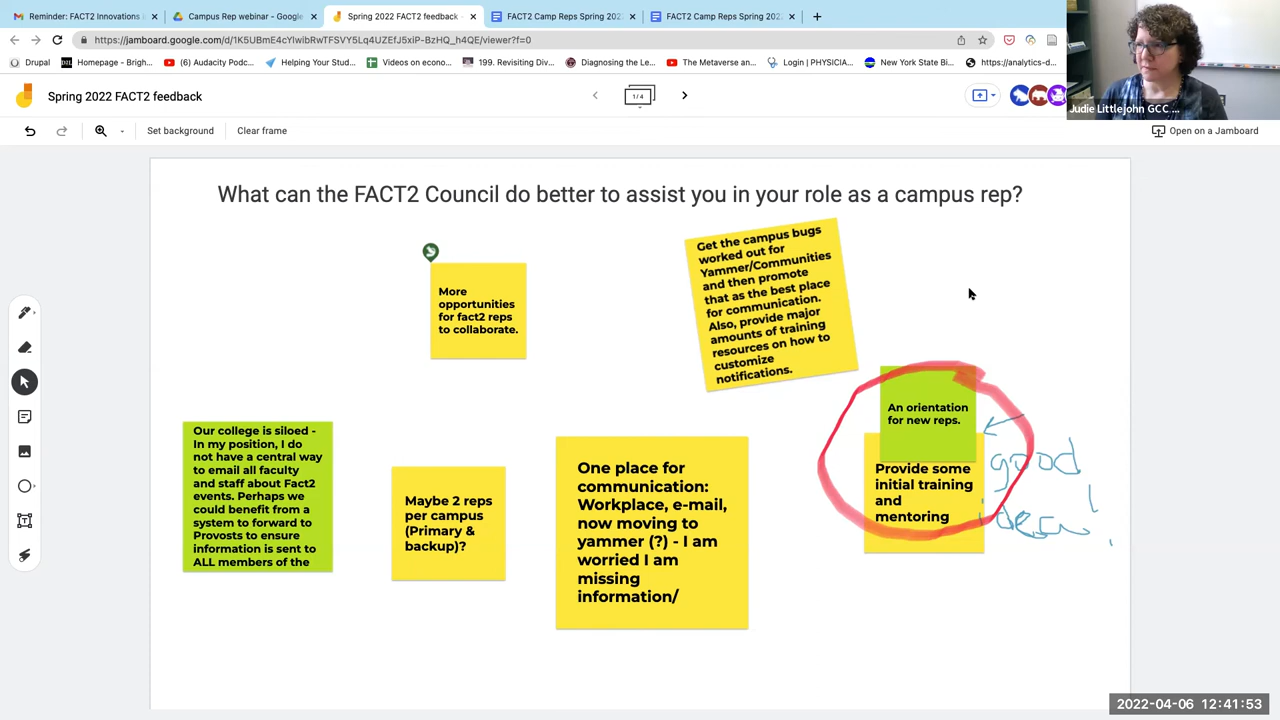 Reminder: FACT2 Innovations
Campus Rep webinar - Google
Spring 2022 FACT2 feedback -
FACT2 Camp Reps Spring 202
FACT2 Camp Reps Spring 202
https://jamboard.google.com/d/1K5UBmE4cYlwibRwTFSVY5Lq4UZEfJ5xiP-BzHQ_h4QE/viewer?f=0
Drupal
Homepage - Brigh...
(6) Audacity Podc...
Helping Your Stud...
Videos on econo...
199. Revisiting Div...
Diagnosing the Le...
The Metaverse an...
Login | PHYSICIA...
New York State Bi...
https://analytics-d...
Spring 2022 FACT2 feedback
1/4
Judie Littlejohn GCC ...
Set background
Clear frame
Open on a Jamboard
What can the FACT2 Council do better to assist you in your role as a campus rep?
More
opportunities
for fact2 reps
to collaborate.
Get the campus bugs
worked out for
Yammer/Communities
and then promote
that as the best place
for communication.
Also, provide major
amounts of training
resources on how to
customize
notifications.
Our college is siloed -
In my position, I do
not have a central way
to email all faculty
and staff about Fact2
events. Perhaps we
could benefit from a
system to forward to
Provosts to ensure
information is sent to
ALL members of the
Maybe 2 reps
per campus
(Primary &
backup)?
One place for
communication:
Workplace, e-mail,
now moving to
yammer (?) - I am
worried I am
missing
information/
An orientation
for new reps.
Provide some
initial training
and
mentoring
good
idea!
2022-04-06 12:41:53